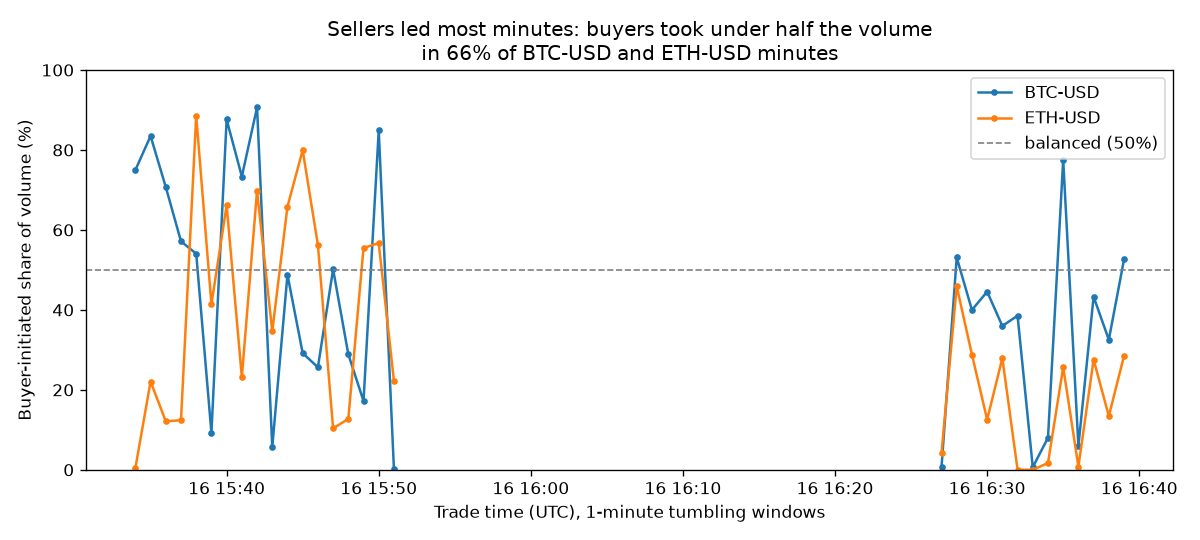 Sellers led most minutes: buyers took under half the volume
in 66% of BTC-USD and ETH-USD minutes
Buyer-initiated share of volume (%)
100
80
60
40
20
0
BTC-USD
ETH-USD
balanced (50%)
16 15:40
16 15:50
16 16:00
16 16:10
16 16:20
16 16:30
16 16:40
Trade time (UTC), 1-minute tumbling windows